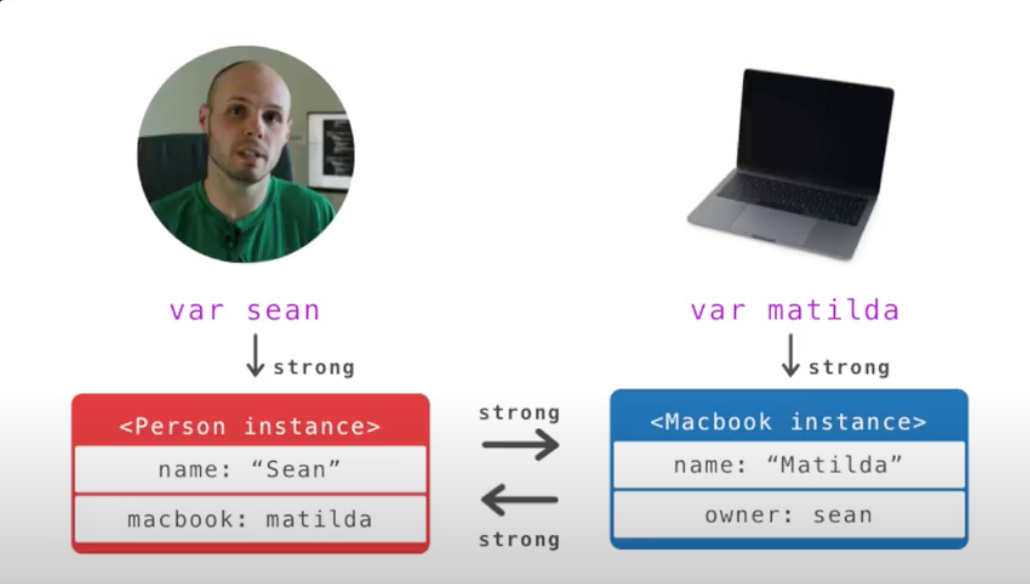 var sean
var matilda
strong
strong
<Person instance>
name: “Sean”
macbook: matilda
strong
strong
<Macbook instance>
name: “Matilda”
owner: sean